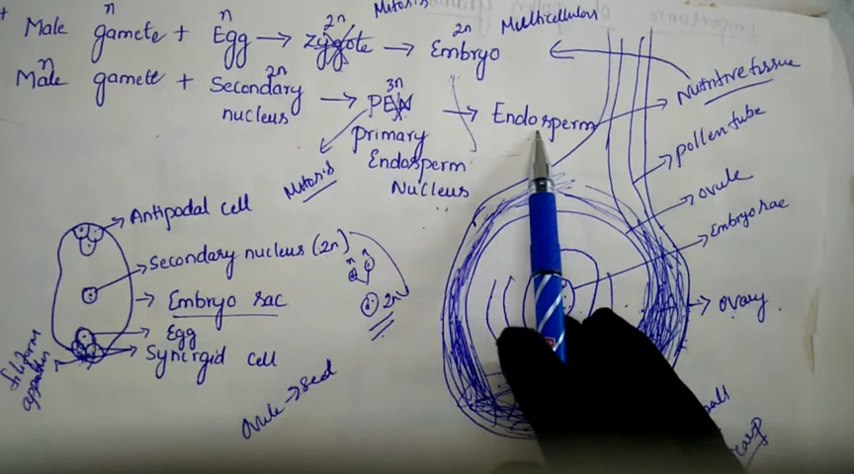 Mitosis
n n 2n 2n Multicellular
Male gamete + Egg → zygote → Embryo
n 2n 3n
Male gamete + Secondary nucleus → PEN → Endosperm
Nutritive tissue
Primary
Endosperm
Nucleus
Mitosis
pollen tube
ovule
Embryo sac
ovary
Antipodal cell
Secondary nucleus (2n)
n n
2n
Embryo sac
Egg
Synergid cell
filiform
apparatus
ovule → seed